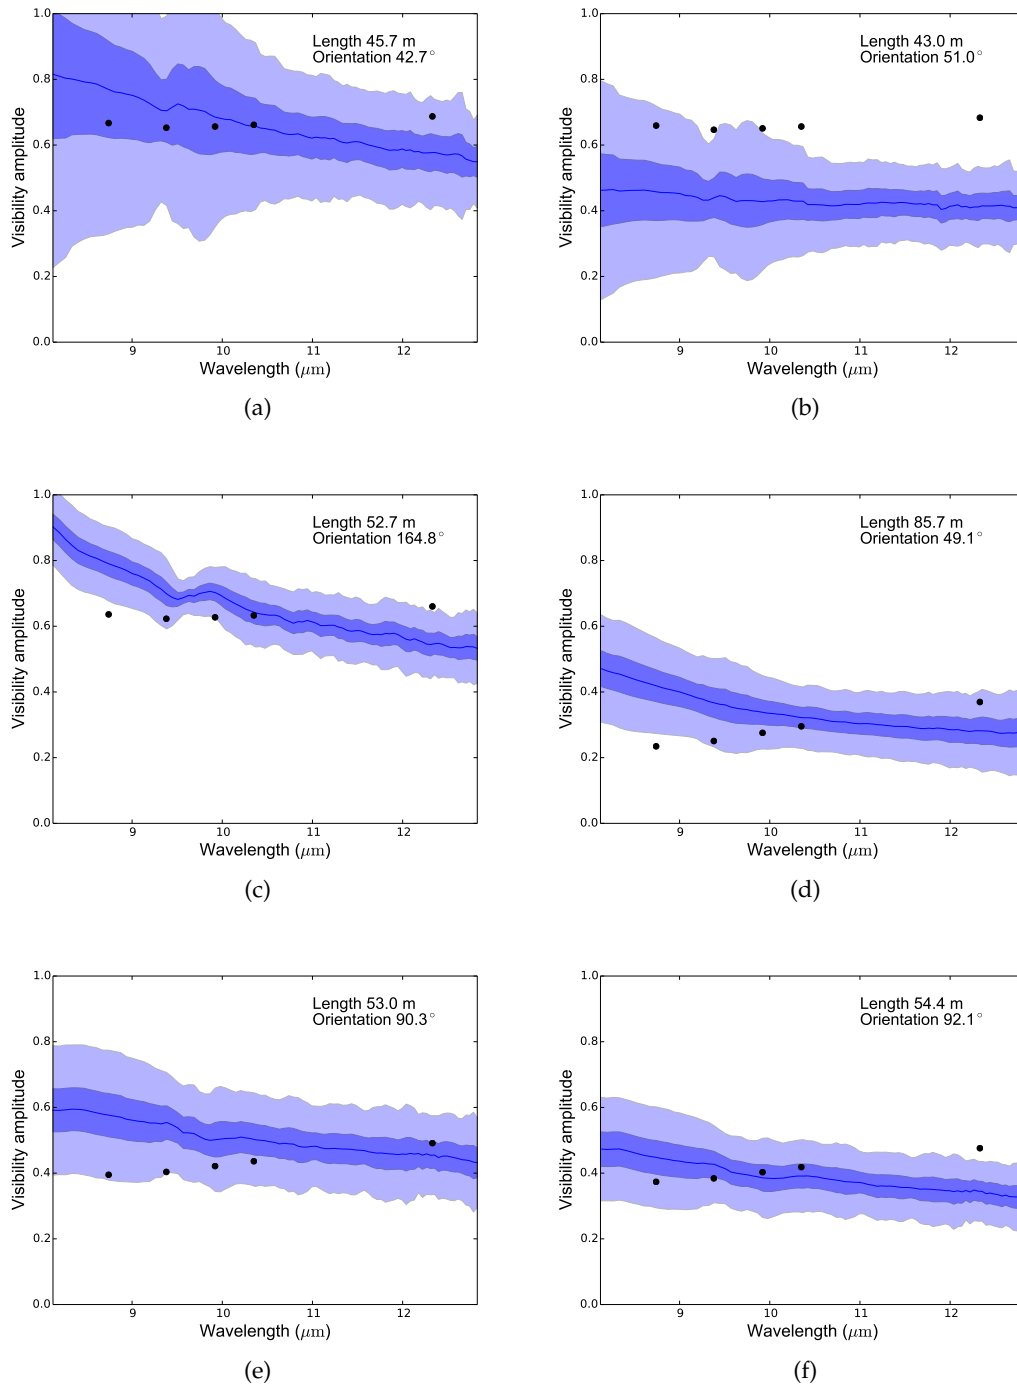 1.0
0.8
0.6
0.4
0.2
0.0
Visibility amplitude
Length 45.7 m
Orientation 42.7°
9 10 11 12
Wavelength (μm)
(a)
1.0
0.8
0.6
0.4
0.2
0.0
Visibility amplitude
Length 43.0 m
Orientation 51.0°
9 10 11 12
Wavelength (μm)
(b)
1.0
0.8
0.6
0.4
0.2
0.0
Visibility amplitude
Length 52.7 m
Orientation 164.8°
9 10 11 12
Wavelength (μm)
(c)
1.0
0.8
0.6
0.4
0.2
0.0
Visibility amplitude
Length 85.7 m
Orientation 49.1°
9 10 11 12
Wavelength (μm)
(d)
1.0
0.8
0.6
0.4
0.2
0.0
Visibility amplitude
Length 53.0 m
Orientation 90.3°
9 10 11 12
Wavelength (μm)
(e)
1.0
0.8
0.6
0.4
0.2
0.0
Visibility amplitude
Length 54.4 m
Orientation 92.1°
9 10 11 12
Wavelength (μm)
(f)